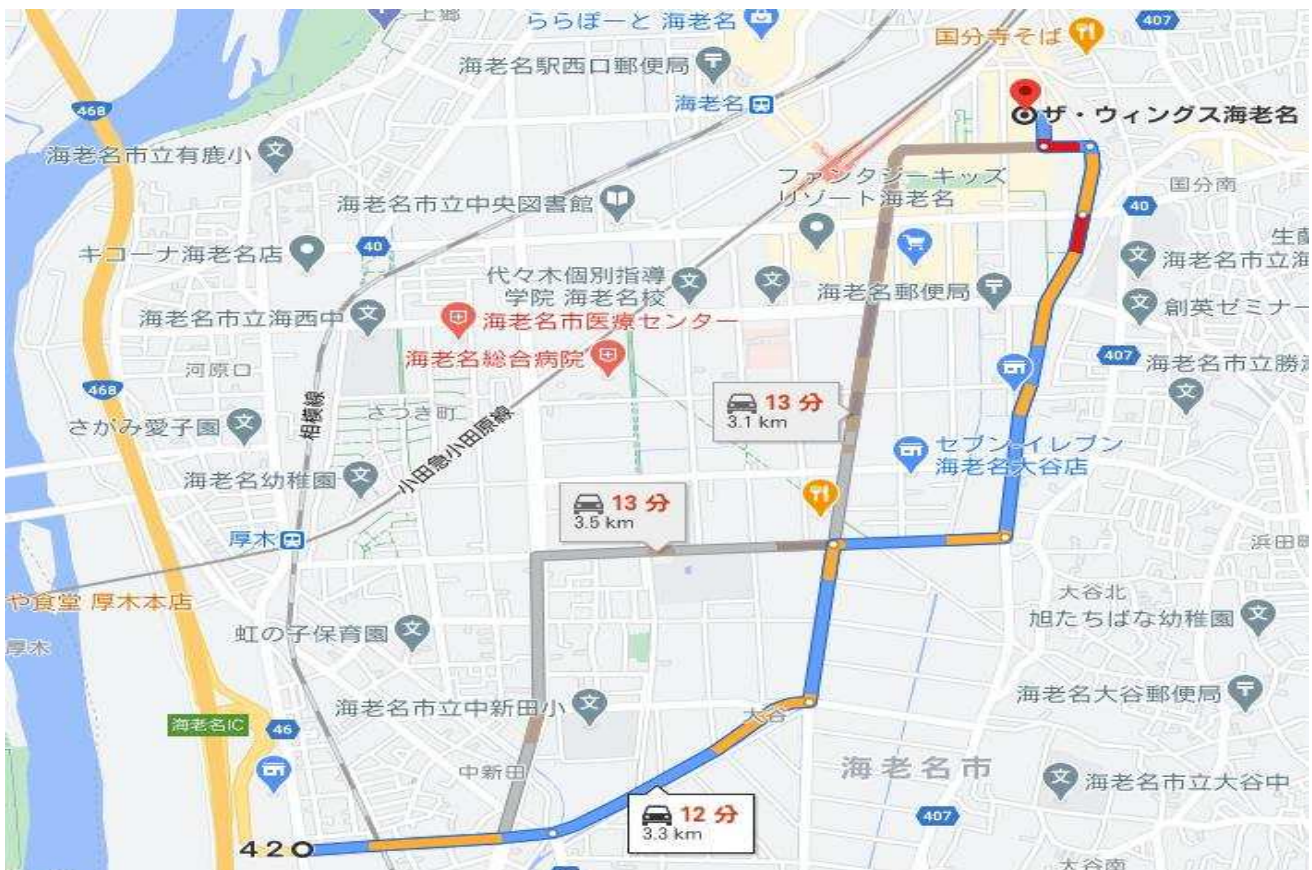 上郷
ららぽーと 海老名
国分寺そば
407
海老名駅西口郵便局
海老名
468
ザ・ウィングス海老名
海老名市立有鹿小
ファンタジーキッズ
リゾート海老名
国分南
海老名市立中央図書館
40
キコーナ海老名店
40
代々木個別指導
学院 海老名校
海老名市立海
海老名郵便局
海老名市立海西中
海老名市医療センター
創英ゼミナー
海老名総合病院
407
海老名市立勝
河原口
468
さつき町
13 分
3.1 km
さがみ愛子園
相模線
小田急小田原線
セブン-イレブン
海老名大谷店
海老名幼稚園
13 分
3.5 km
厚木
浜田町
や食堂 厚木本店
大谷北
旭たちばな幼稚園
虹の子保育園
厚木
海老名大谷郵便局
海老名市立中新田小
大谷
海老名IC
46
中新田
海老名市
海老名市立大谷中
12 分
3.3 km
407
42
大谷南